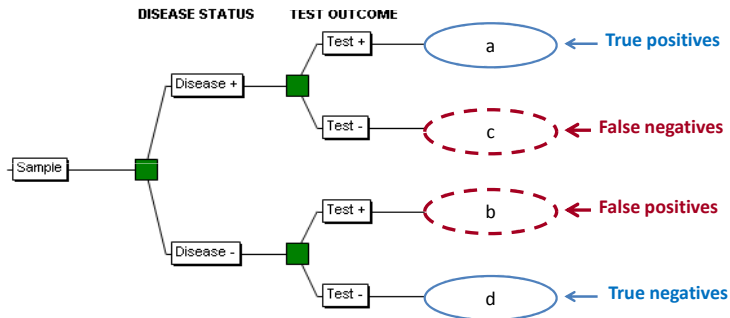 DISEASE STATUS TEST OUTCOME
Test + a True positives
Disease +
Test - c False negatives
Sample
Test + b False positives
Disease -
Test - d True negatives